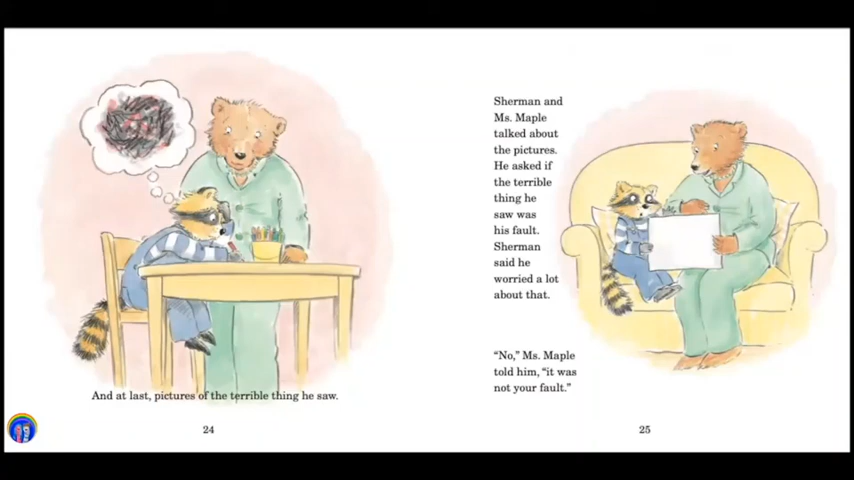 And at last, pictures of the terrible thing he saw.
24
Sherman and
Ms. Maple
talked about
the pictures.
He asked if
the terrible
thing he
saw was
his fault.
Sherman
said he
worried a lot
about that.
“No,” Ms. Maple
told him, “it was
not your fault.”
25